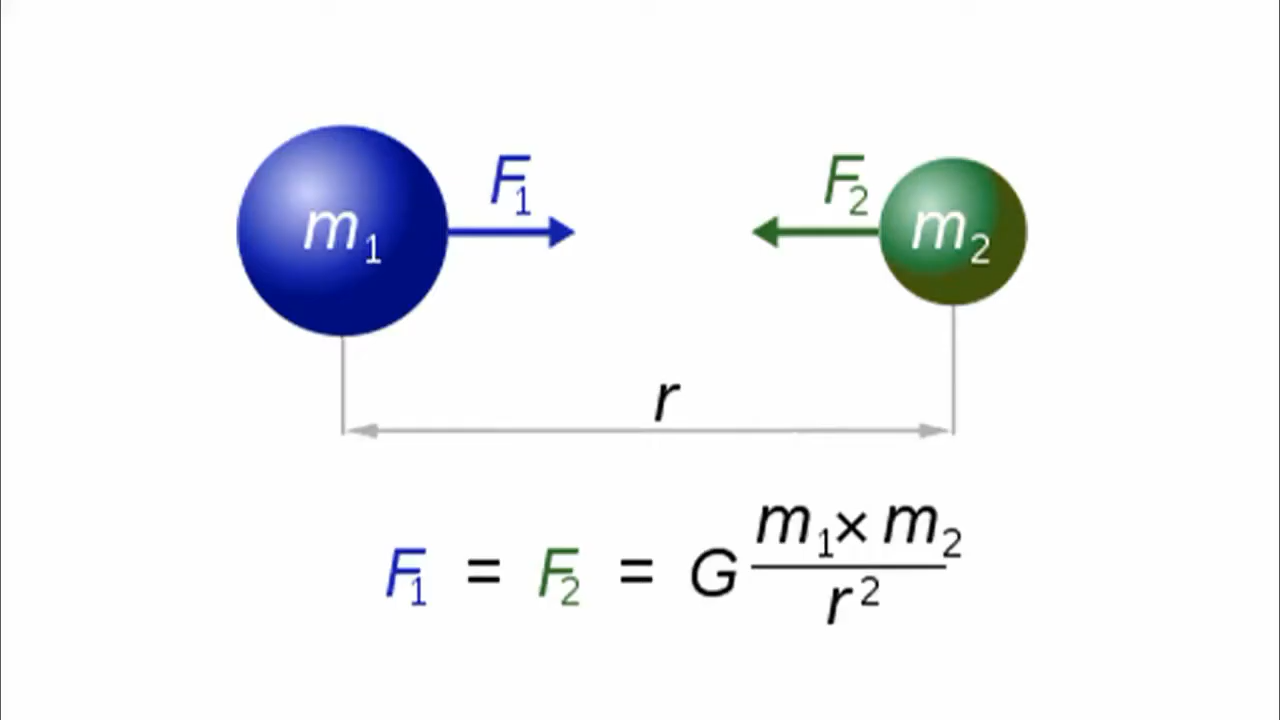 F₁ F₂
m₁ m₂
r
F₁ = F₂ = G m₁ × m₂ / r²